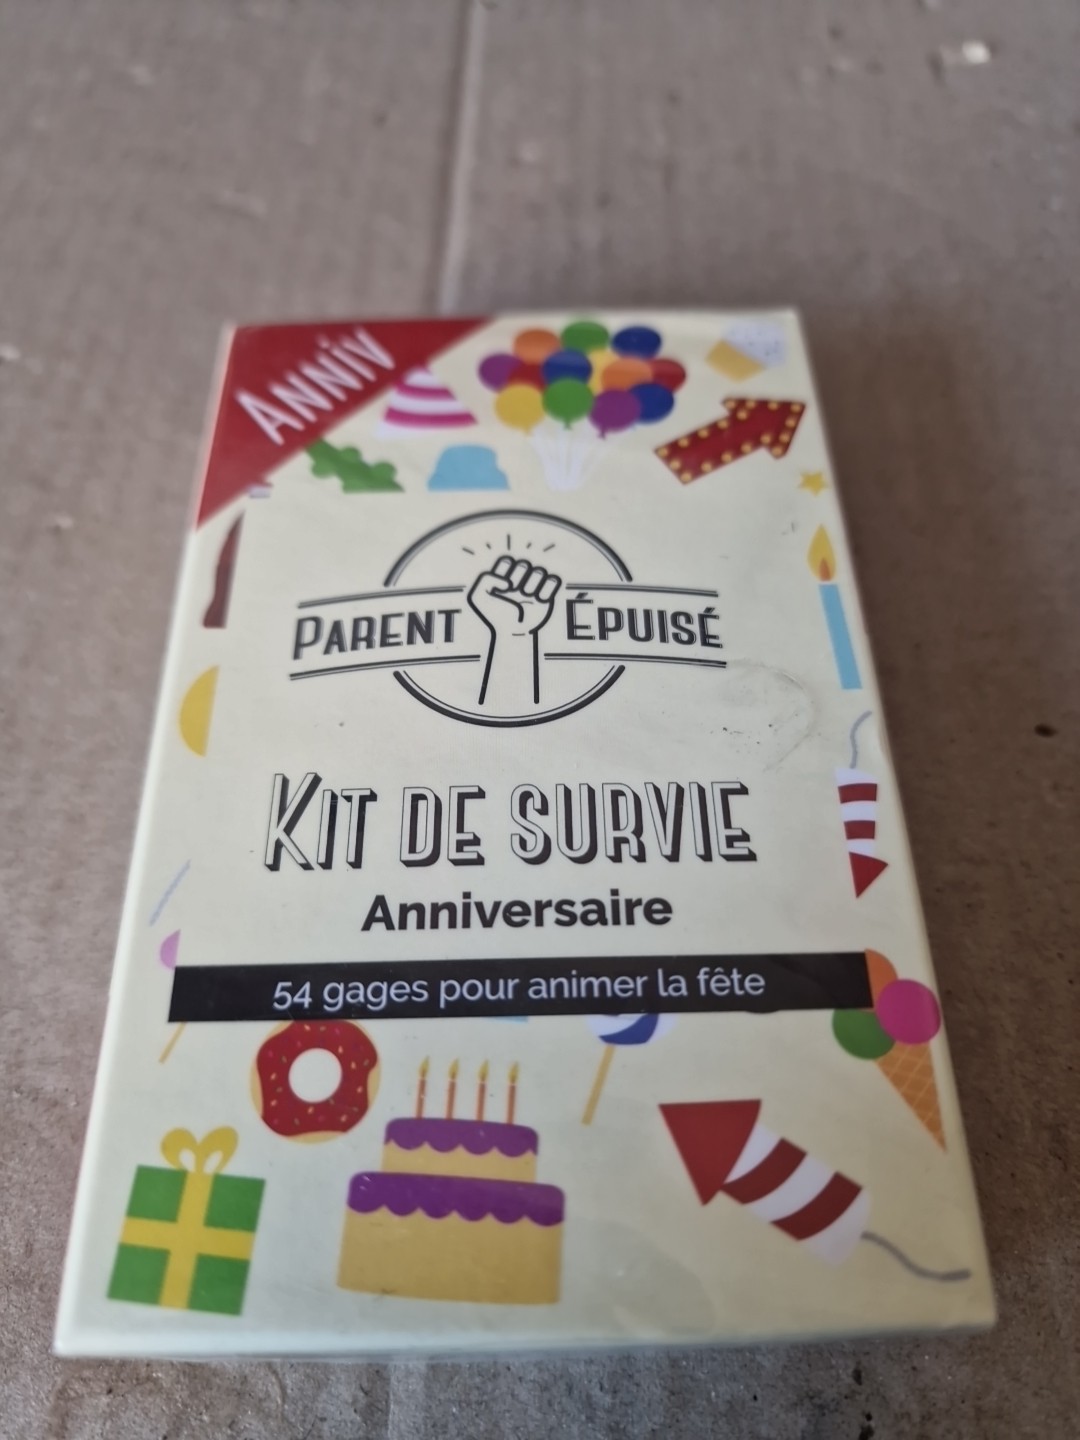 ANNIV
PARENT ÉPUISÉ
KIT DE SURVIE
Anniversaire
54 gages pour animer la fête